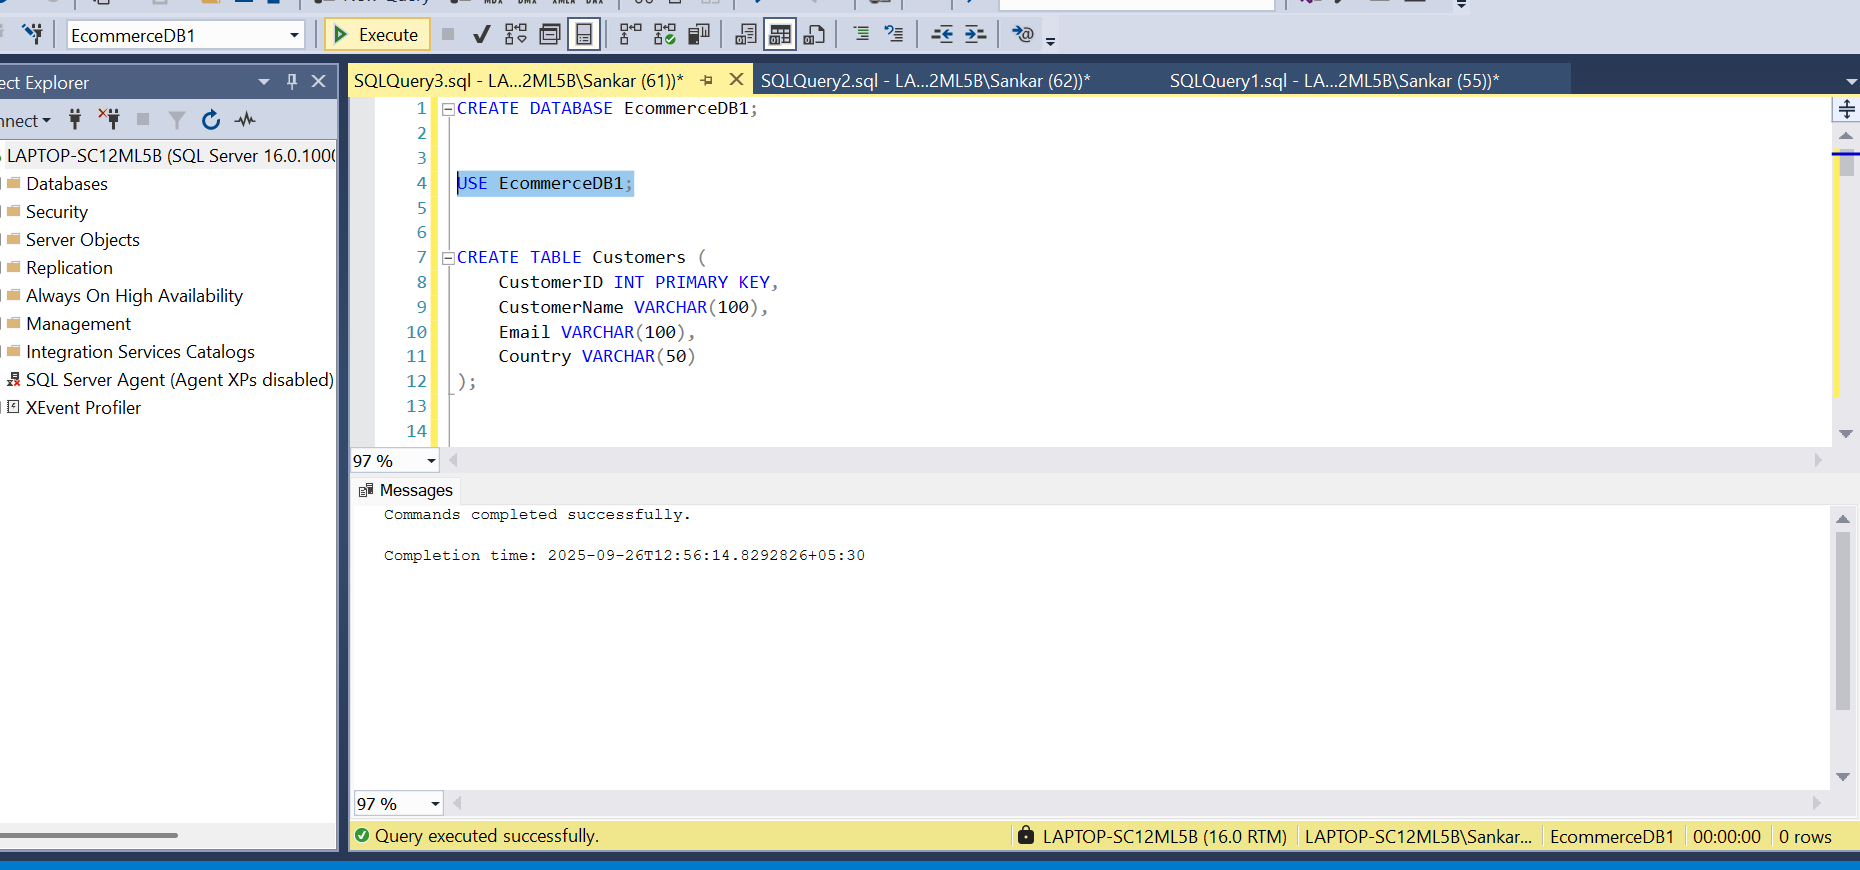 EcommerceDB1
Execute
ect Explorer
nnect
LAPTOP-SC12ML5B (SQL Server 16.0.100
Databases
Security
Server Objects
Replication
Always On High Availability
Management
Integration Services Catalogs
SQL Server Agent (Agent XPs disabled)
XEvent Profiler
SQLQuery3.sql - LA...2ML5B\Sankar (61))*
SQLQuery2.sql - LA...2ML5B\Sankar (62))*
SQLQuery1.sql - LA...2ML5B\Sankar (55))*
1 CREATE DATABASE EcommerceDB1;
2
3
4 USE EcommerceDB1;
5
6
7 CREATE TABLE Customers (
8 CustomerID INT PRIMARY KEY,
9 CustomerName VARCHAR(100),
10 Email VARCHAR(100),
11 Country VARCHAR(50)
12 );
13
14
97 %
Messages
Commands completed successfully.
Completion time: 2025-09-26T12:56:14.8292826+05:30
97 %
Query executed successfully.
LAPTOP-SC12ML5B (16.0 RTM)
LAPTOP-SC12ML5B\Sankar...
EcommerceDB1
00:00:00
0 rows